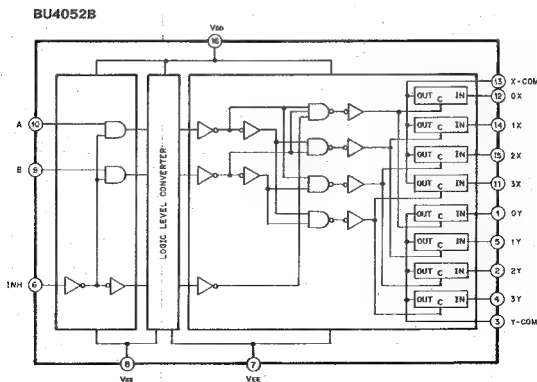 BU4052B
VDD
16
13 X-COM
OUT C IN 12 0X
A 10
OUT C IN 14 1X
OUT C IN 15 2X
B 9
OUT C IN 11 3X
LOGIC LEVEL CONVERTER
OUT C IN 1 0Y
OUT IN 5 1Y
OUT IN 2 2Y
INH 6
OUT IN 4 3Y
3 Y-COM
8 7
VSS VEE